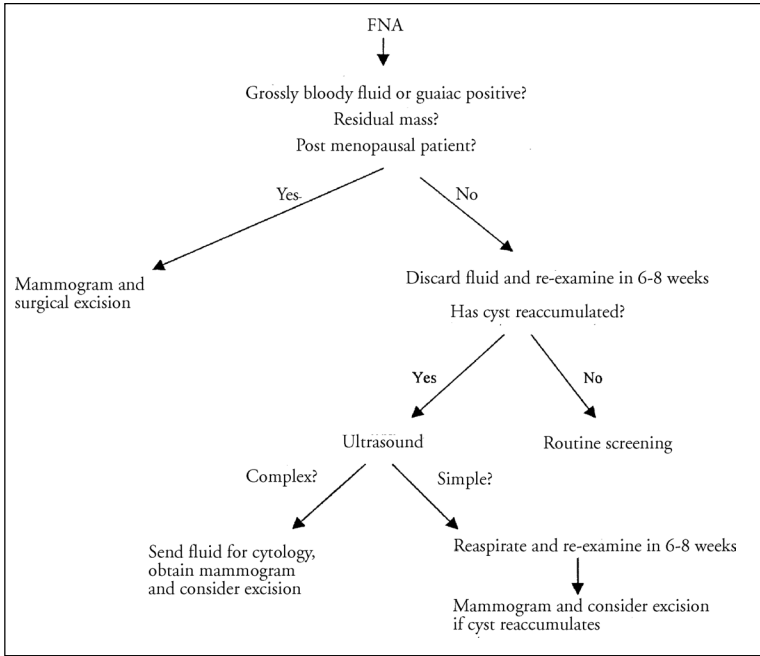 FNA
Grossly bloody fluid or guaiac positive?
Residual mass?
Post menopausal patient?
Yes
No
Mammogram and
surgical excision
Discard fluid and re-examine in 6-8 weeks
Has cyst reaccumulated?
Yes
No
Ultrasound
Routine screening
Complex?
Simple?
Send fluid for cytology,
obtain mammogram
and consider excision
Reaspirate and re-examine in 6-8 weeks
Mammogram and consider excision
if cyst reaccumulates